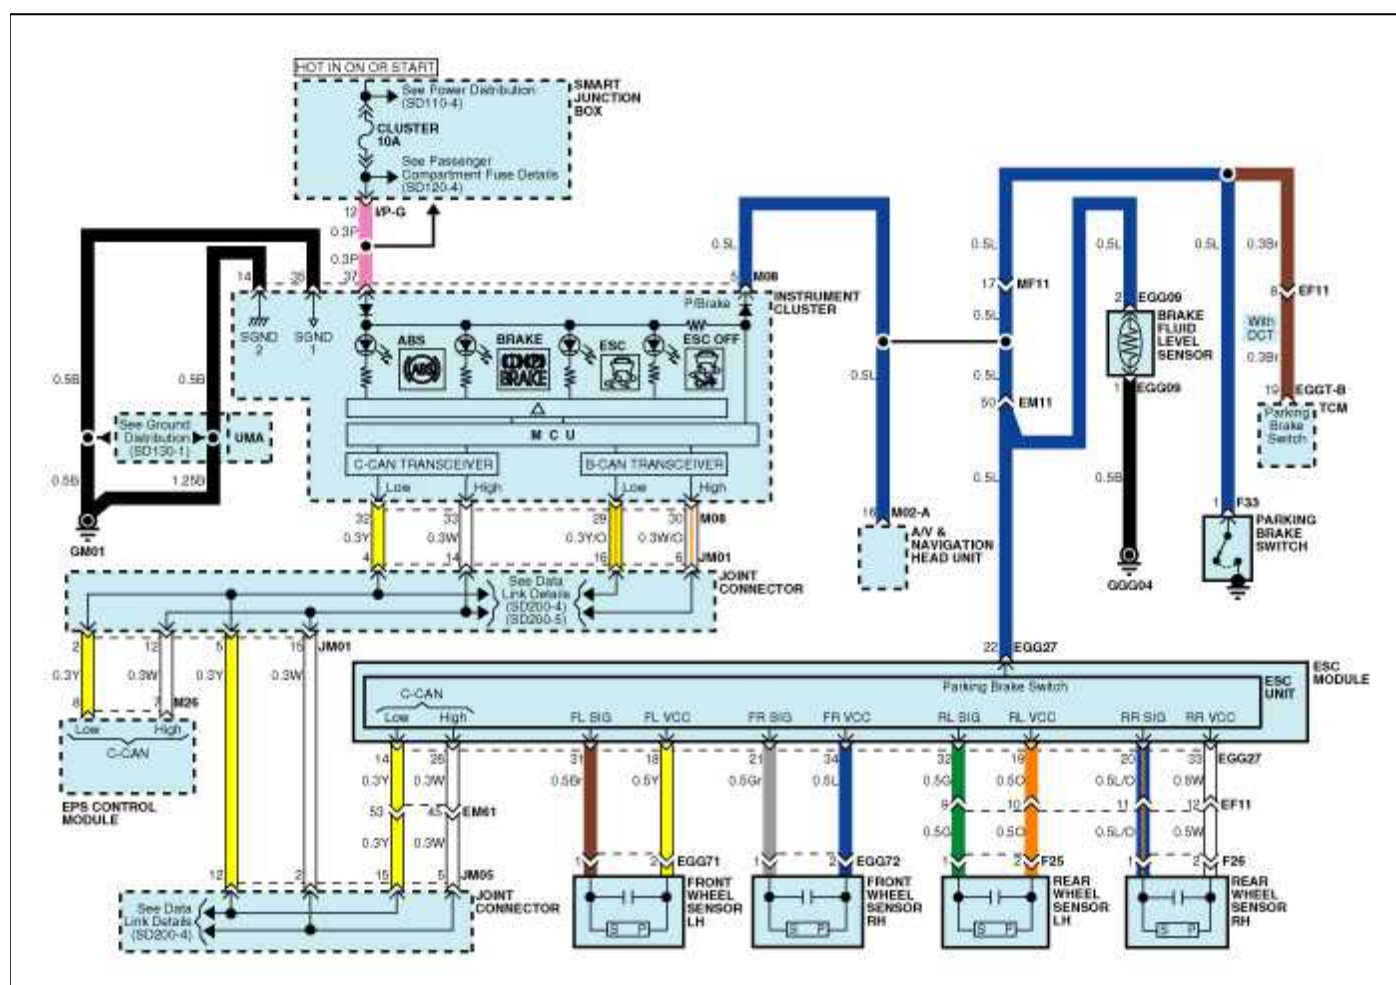 HOT IN ON OR START
See Power Distribution
(SD110-4)
SMART
JUNCTION
BOX
CLUSTER
10A
See Passenger
Compartment Fuse Details
(SD120-4)
12 I/P-G
0.3P
0.3P
14 35 37 5 M08
0.5L 0.5L 0.5L 0.5L 0.3Br
17 MF11
2 EGG09
8 EF11
P/Brake
INSTRUMENT
CLUSTER
SGND
2
SGND
1
ABS
BRAKE
ESC
ESC OFF
ABS
BRAKE
0.5L
BRAKE
FLUID
LEVEL
SENSOR
With
DCT
0.3Br
0.5B 0.5B
0.5L 0.5L
50 EM11
1 EGG09
19 EGGT-B
TCM
Parking
Brake
Switch
See Ground
Distribution
(SD130-1)
UMA
M C U
C-CAN TRANSCEIVER
B-CAN TRANSCEIVER
Low High Low High
0.5B 1.25B
0.5L 0.5B
GM01
32 33 29 30 M08
0.3Y 0.3W 0.3Y/O 0.3W/O
4 14 16 6 JM01
16 M02-A
A/V &
NAVIGATION
HEAD UNIT
1 F33
PARKING
BRAKE
SWITCH
GGG04
See Data
Link Details
(SD200-4)
(SD200-5)
JOINT
CONNECTOR
2 12 5 15 JM01
0.3Y 0.3W 0.3Y 0.3W
8 7 M26
Low High
C-CAN
EPS CONTROL
MODULE
22 EGG27
ESC
MODULE
ESC
UNIT
Parking Brake Switch
C-CAN
Low High FL SIG FL VCC FR SIG FR VCC RL SIG RL VCC RR SIG RR VCC
14 26 31 18 21 34 32 19 20 33 EGG27
0.3Y 0.3W 0.5Br 0.5Y 0.5Gr 0.5L 0.5G 0.5O 0.5L/O 0.5W
53 45 EM61
9 10 11 12 EF11
0.3Y 0.3W
0.5G 0.5O 0.5L/O 0.5W
12 2 15 5 JM05
1 2 EGG71
1 2 EGG72
1 2 F25
1 2 F26
See Data
Link Details
(SD200-4)
JOINT
CONNECTOR
FRONT
WHEEL
SENSOR
LH
FRONT
WHEEL
SENSOR
RH
REAR
WHEEL
SENSOR
LH
REAR
WHEEL
SENSOR
RH
S P
S P
S P
S P